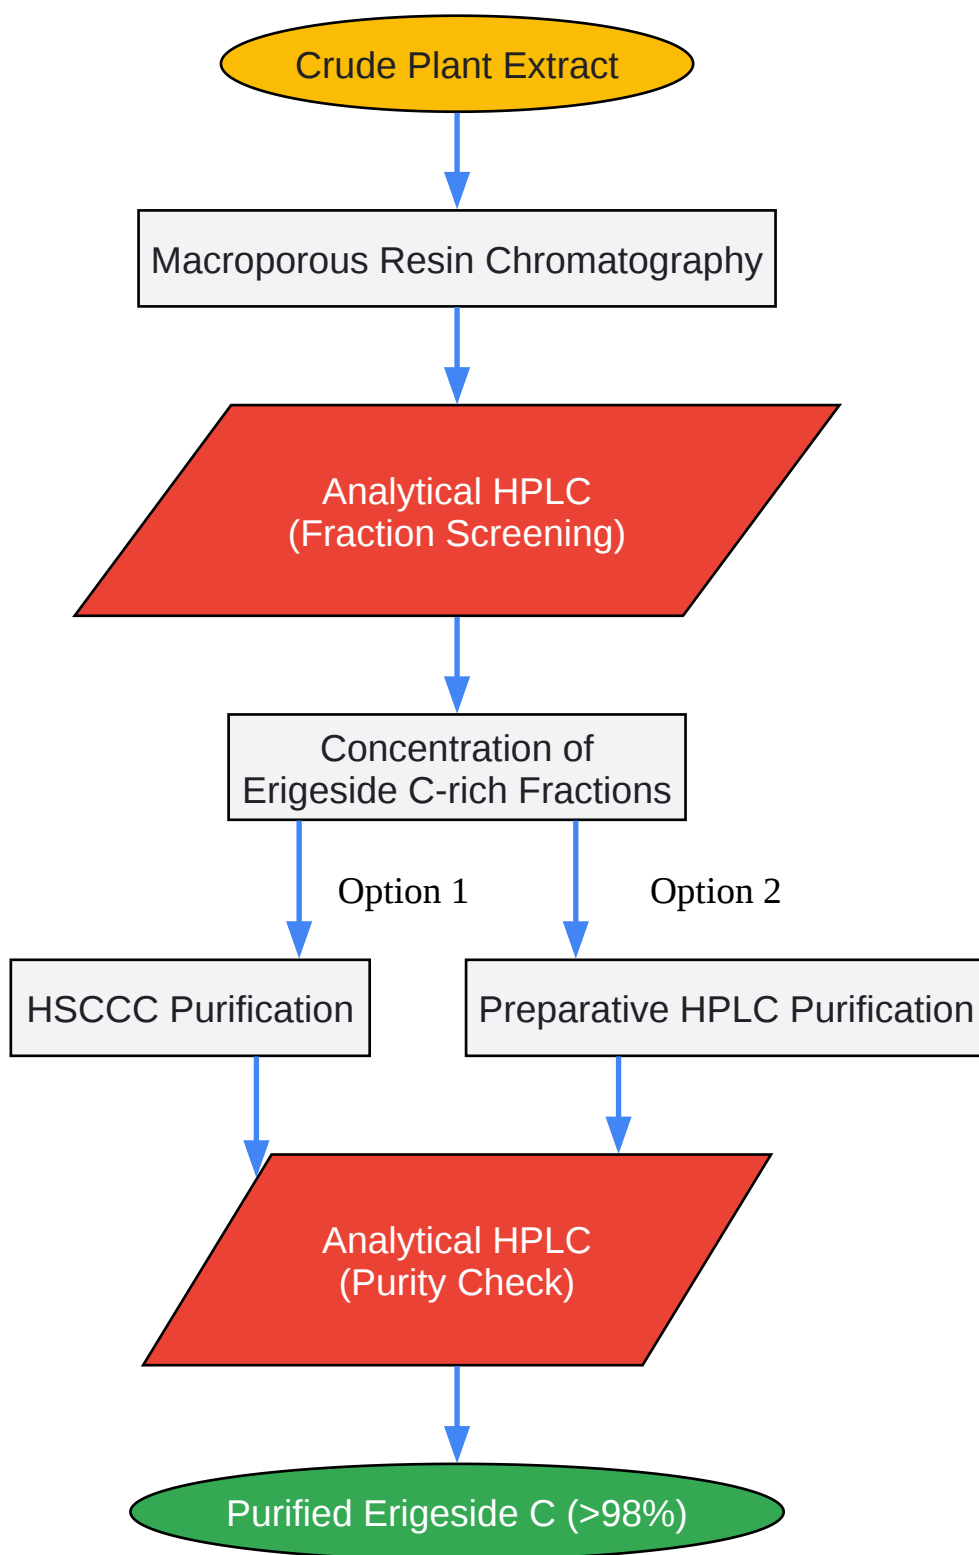 Crude Plant Extract
Macroporous Resin Chromatography
Analytical HPLC
(Fraction Screening)
Concentration of
Erigeside C-rich Fractions
Option 1
Option 2
HSCCC Purification
Preparative HPLC Purification
Analytical HPLC
(Purity Check)
Purified Erigeside C (>98%)